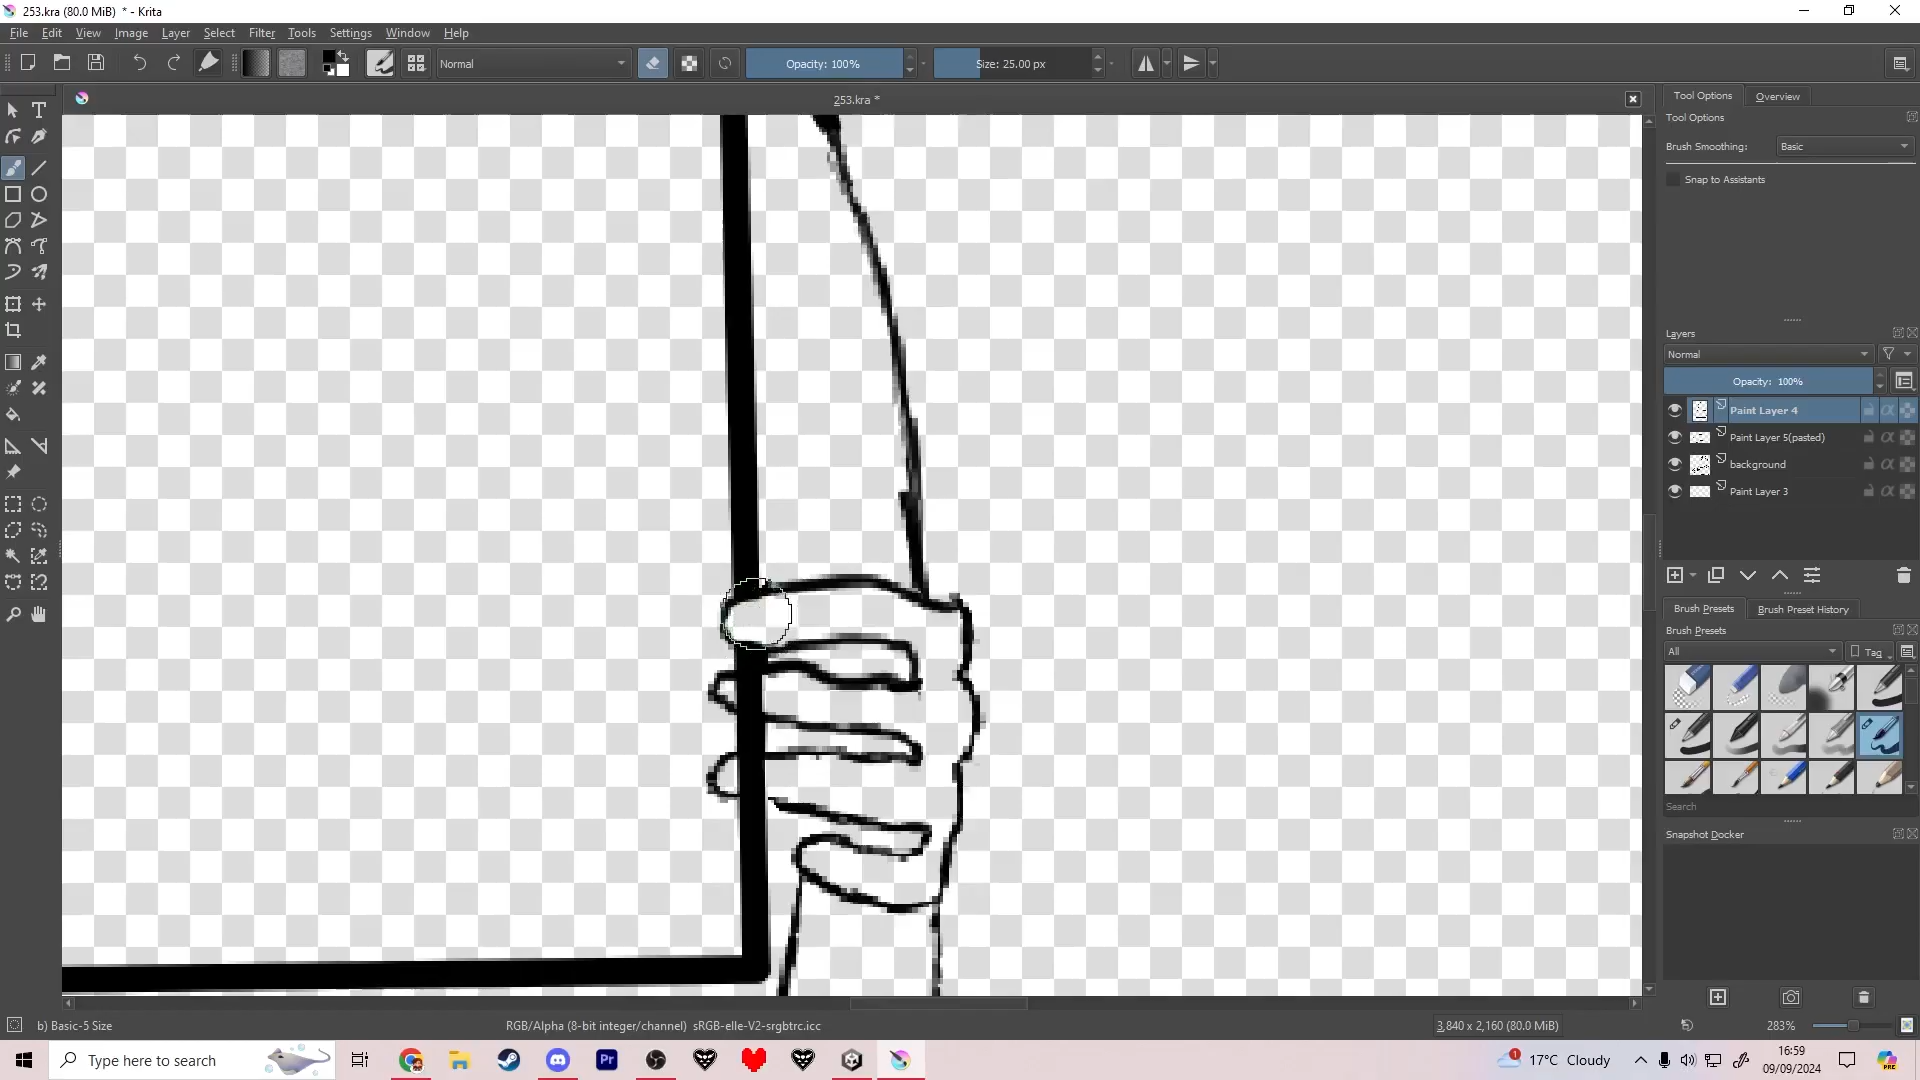 253.kra (80.0 MiB) * - Krita
File Edit View Image Layer Select Filter Tools Settings Window Help
Normal
Opacity: 100%
Size: 25.00 px
253.kra *
Tool Options
Overview
Tool Options
Brush Smoothing:
Basic
Snap to Assistants
Layers
Normal
Opacity: 100%
Paint Layer 4
Paint Layer 5(pasted)
background
Paint Layer 3
Brush Presets
Brush Preset History
Brush Presets
All
Tag
Search
Snapshot Docker
b) Basic-5 Size
RGB/Alpha (8-bit integer/channel) sRGB-elle-V2-srgbtrc.icc
3,840 x 2,160 (80.0 MiB)
283%
Type here to search
Pr
1
17°C Cloudy
16:59
09/09/2024
PRE